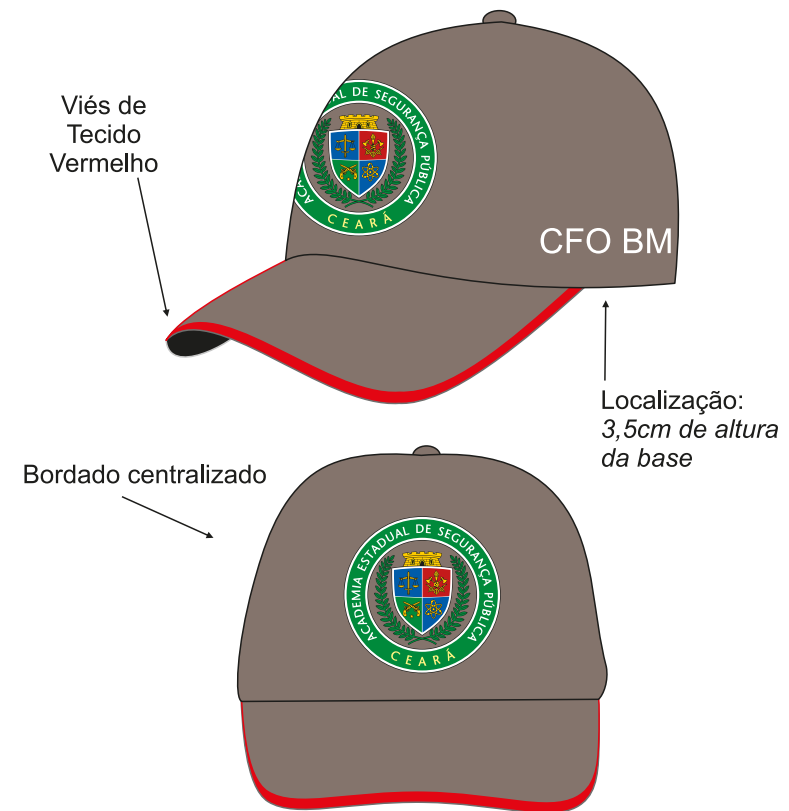 Viés de
Tecido
Vermelho
ACADEMIA ESTADUAL DE SEGURANÇA PÚBLICA
CEARÁ
CFO BM
Localização:
3,5cm de altura
da base
Bordado centralizado
ACADEMIA ESTADUAL DE SEGURANÇA PÚBLICA
CEARÁ